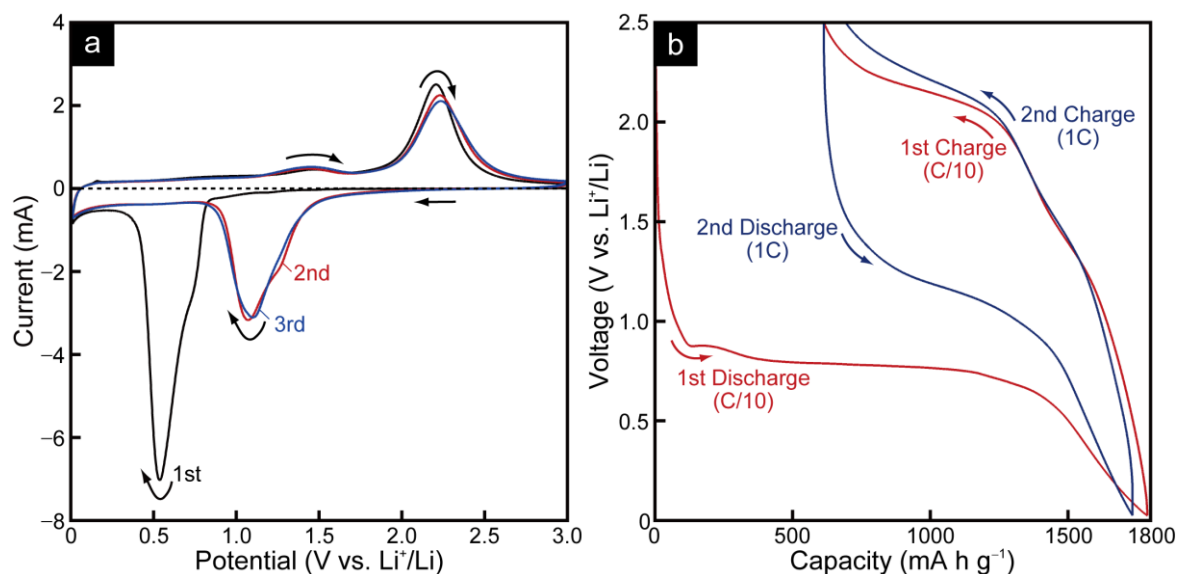 a
4
2
0
−2
−4
−6
−8
Current (mA)
0
0.5
1.0
1.5
2.0
2.5
3.0
Potential (V vs. Li⁺/Li)
1st
2nd
3rd
b
2.5
2.0
1.5
1.0
0.5
0
Voltage (V vs. Li⁺/Li)
0
500
1000
1500
1800
Capacity (mA h g⁻¹)
2nd Charge
(1C)
1st Charge
(C/10)
2nd Discharge
(1C)
1st Discharge
(C/10)